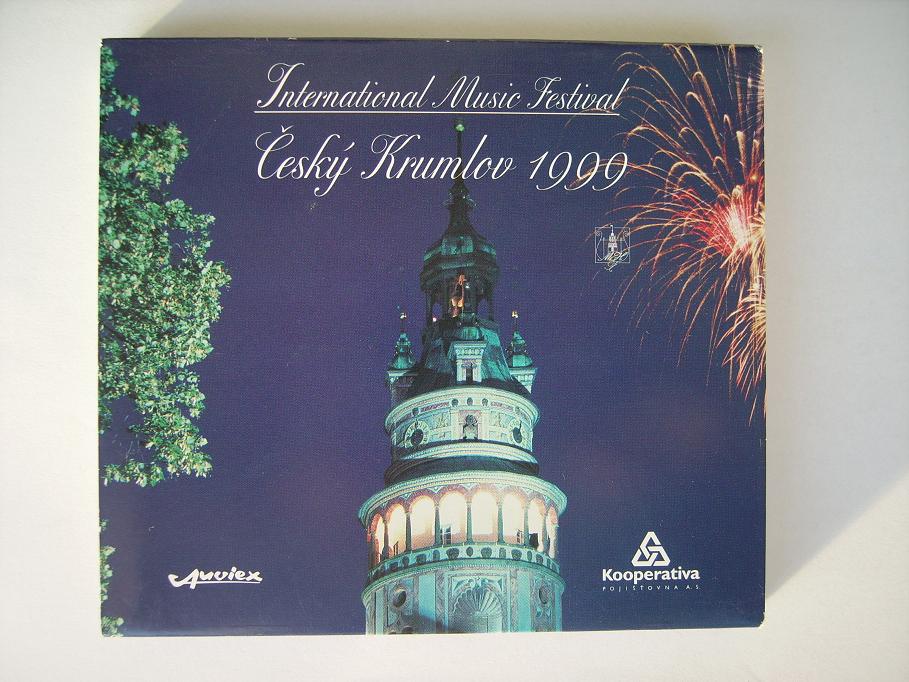 International Music Festival
Český Krumlov 1999
Auviex
Kooperativa
POJIŠŤOVNA A.S.